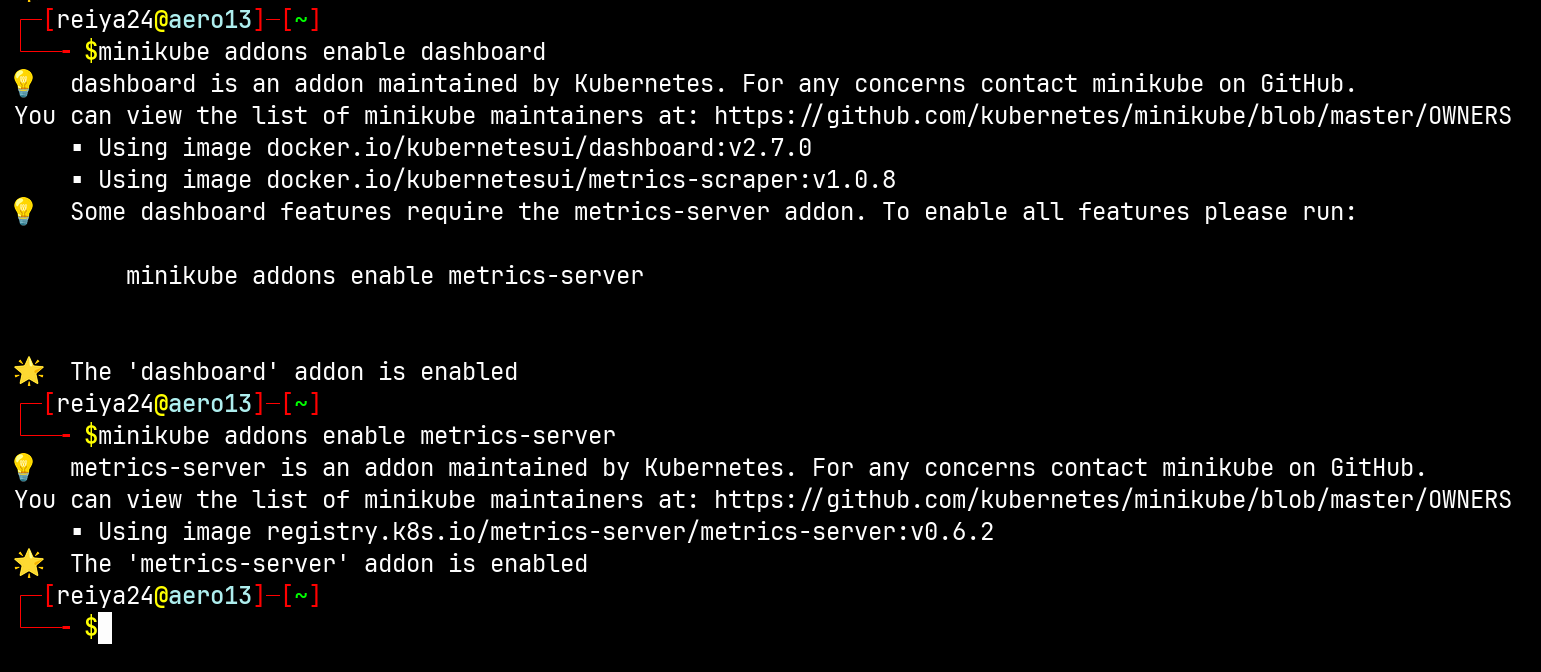 [reiya24@aero13]-[~]
$minikube addons enable dashboard
💡 dashboard is an addon maintained by Kubernetes. For any concerns contact minikube on GitHub.
You can view the list of minikube maintainers at: https://github.com/kubernetes/minikube/blob/master/OWNERS
▪ Using image docker.io/kubernetesui/dashboard:v2.7.0
▪ Using image docker.io/kubernetesui/metrics-scraper:v1.0.8
💡 Some dashboard features require the metrics-server addon. To enable all features please run:
minikube addons enable metrics-server
🌟 The 'dashboard' addon is enabled
[reiya24@aero13]-[~]
$minikube addons enable metrics-server
💡 metrics-server is an addon maintained by Kubernetes. For any concerns contact minikube on GitHub.
You can view the list of minikube maintainers at: https://github.com/kubernetes/minikube/blob/master/OWNERS
▪ Using image registry.k8s.io/metrics-server/metrics-server:v0.6.2
🌟 The 'metrics-server' addon is enabled
[reiya24@aero13]-[~]
$